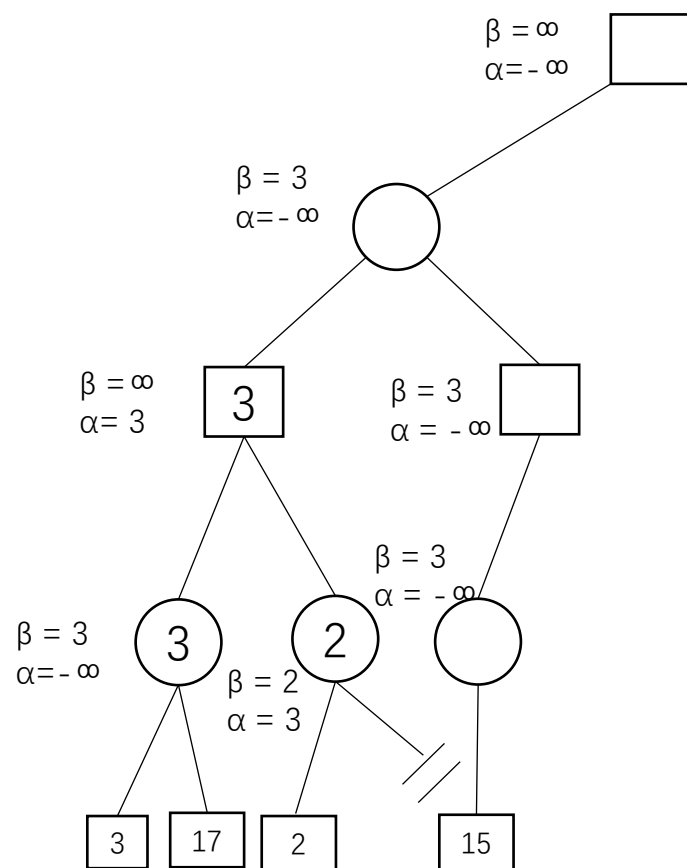 β = ∞
α= - ∞
β = 3
α= - ∞
β = ∞
α= 3
3
β = 3
α = - ∞
β = 3
α = - ∞
β = 3
α= - ∞
3
2
β = 2
α = 3
3
17
2
15